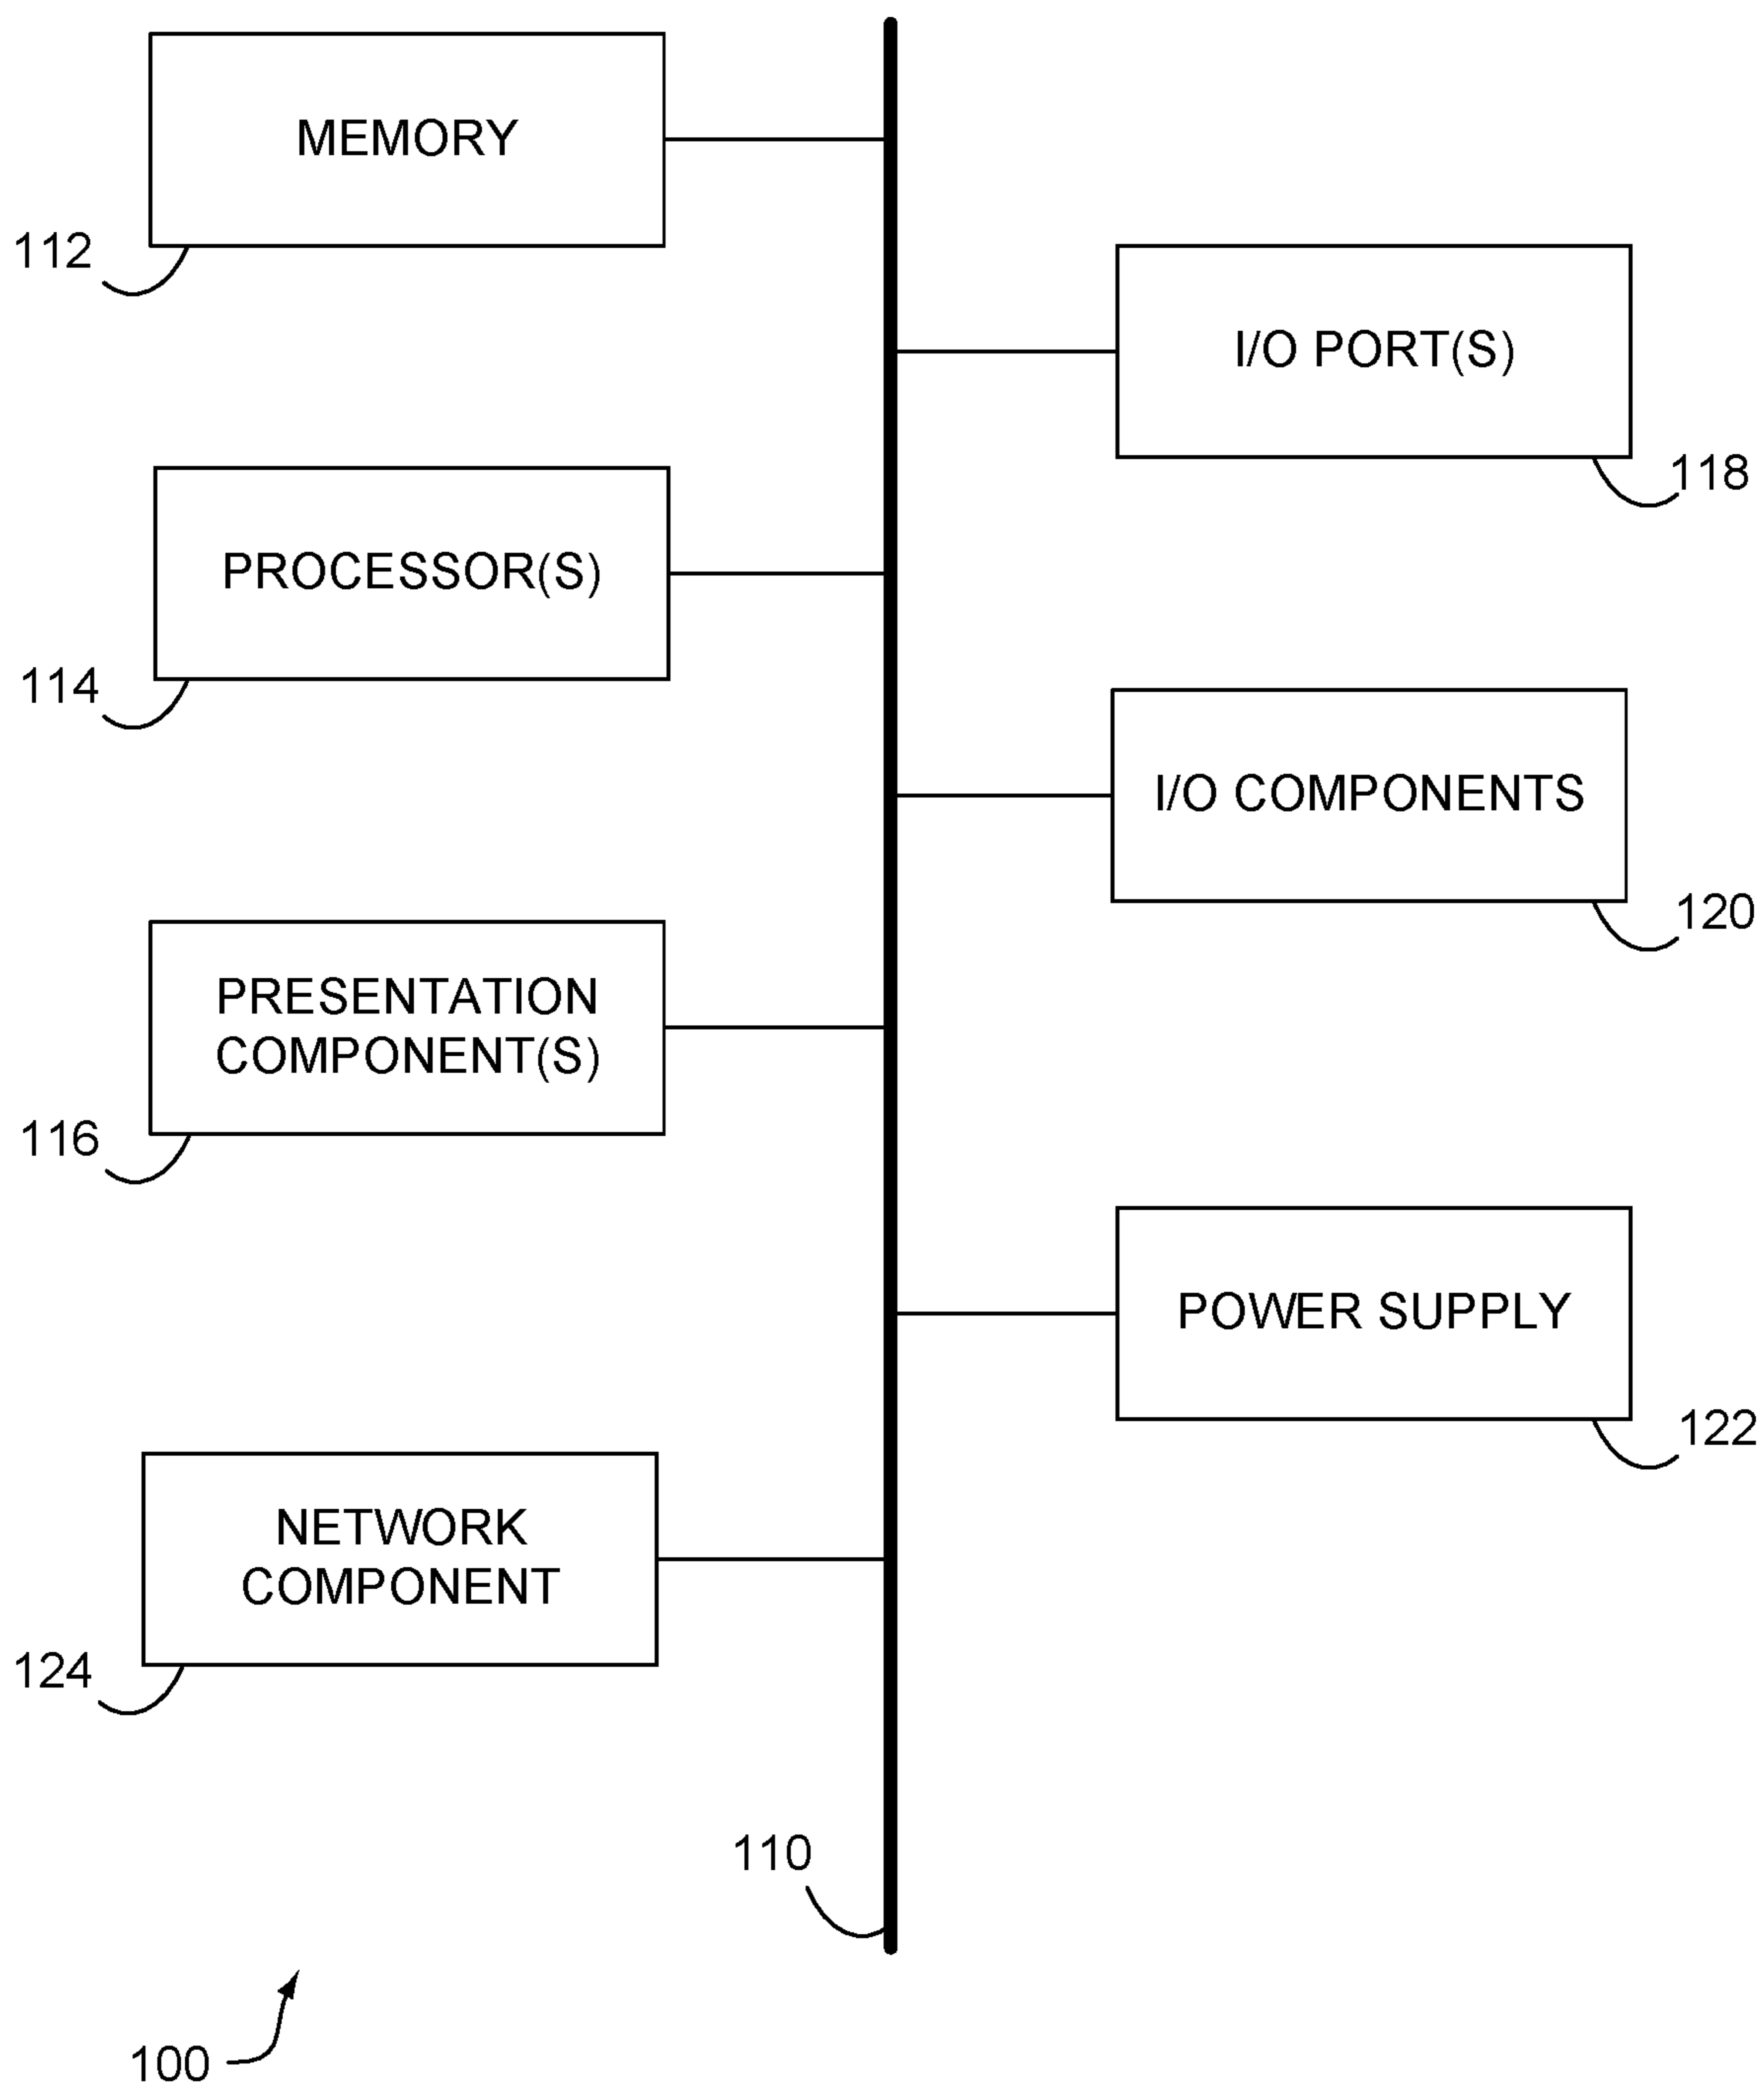 MEMORY
112
I/O PORT(S)
118
PROCESSOR(S)
114
I/O COMPONENTS
120
PRESENTATION
COMPONENT(S)
116
POWER SUPPLY
122
NETWORK
COMPONENT
124
110
100